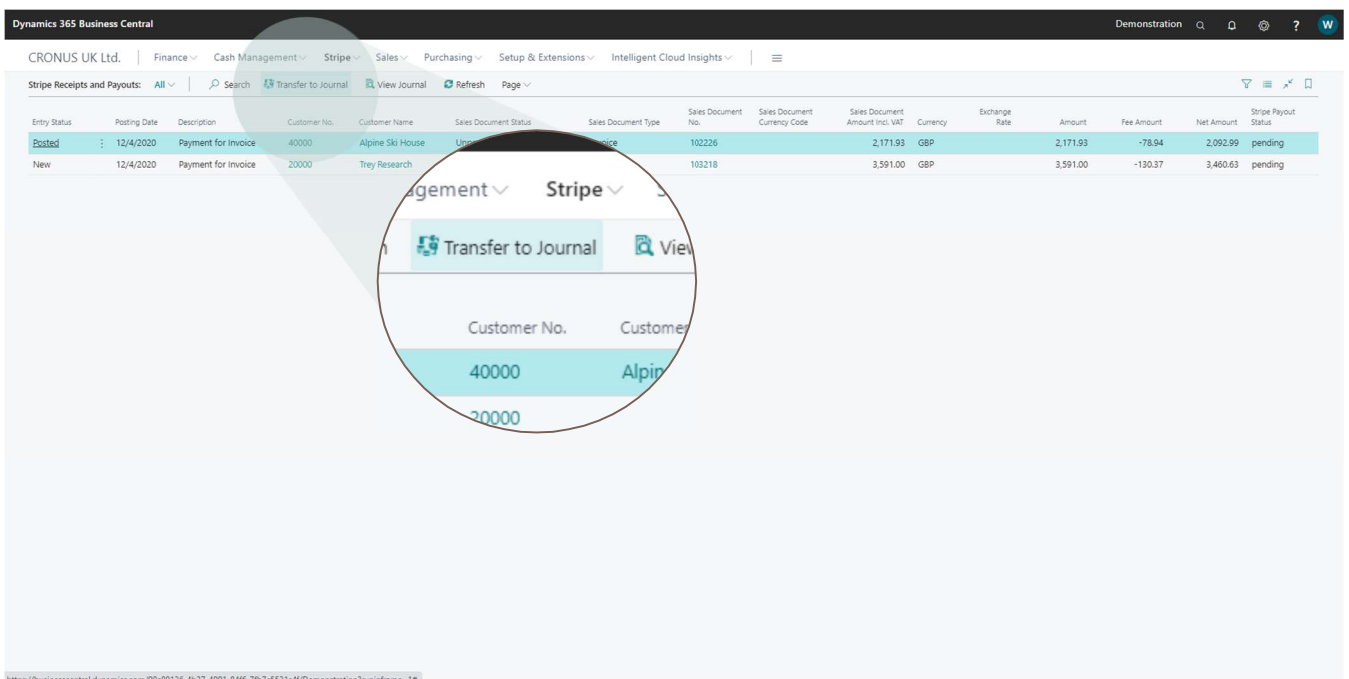 Dynamics 365 Business Central Demonstration ? W
CRONUS UK Ltd. Finance Cash Management Stripe Sales Purchasing Setup & Extensions Intelligent Cloud Insights
Stripe Receipts and Payouts: All Search Transfer to Journal View Journal Refresh Page
Entry Status Posting Date Description Customer No. Customer Name Sales Document Status Sales Document Type Sales Document No. Sales Document Currency Code Sales Document Amount Incl. VAT Currency Exchange Rate Amount Fee Amount Net Amount Stripe Payout Status
Posted 12/4/2020 Payment for Invoice 40000 Alpine Ski House 102226 2,171.93 GBP 2,171.93 -78.94 2,092.99 pending
New 12/4/2020 Payment for Invoice 20000 Trey Research 103218 3,591.00 GBP 3,591.00 -130.37 3,460.63 pending
agement Stripe S
Transfer to Journal View
Customer No. Customer
40000 Alpin
20000